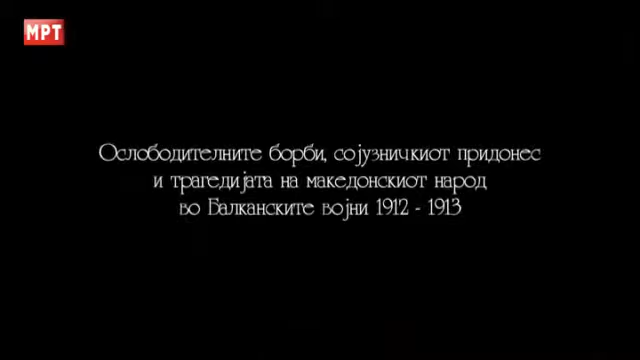 МРТ
Ослободителните борби, сојузничкиот придонес
и трагедијата на македонскиот народ
во Балканските војни 1912 - 1913